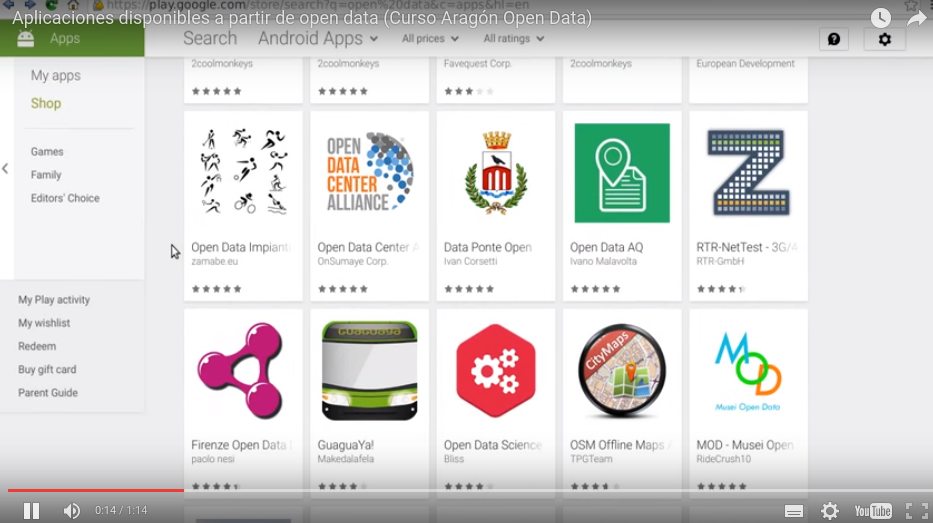 https://play.google.com/store/search?q=open%20data&c=apps&hl=en
Aplicaciones disponibles a partir de open data (Curso Aragón Open Data)
Apps
Search
Android Apps
All prices
All ratings
My apps
Shop
Games
Family
Editors' Choice
My Play activity
My wishlist
Redeem
Buy gift card
Parent Guide
2coolmonkeys
2coolmonkeys
Favequest Corp.
2coolmonkeys
European Development
OPEN
DATA
CENTER
ALLIANCE
Open Data Impianti
zamabe.eu
Open Data Center A
OnSumaye Corp.
Data Ponte Open
Ivan Corsetti
Open Data AQ
Ivano Malavolta
RTR-NetTest - 3G/4
RTR-GmbH
GUAGUAYA
CityMaps
MOD
Musei Open Data
Firenze Open Data
paolo nesi
GuaguaYa!
Makedalafela
Open Data Science
Bliss
OSM Offline Maps
TPGTeam
MOD - Musei Open
RideCrush10
0:14 / 1:14
YouTube